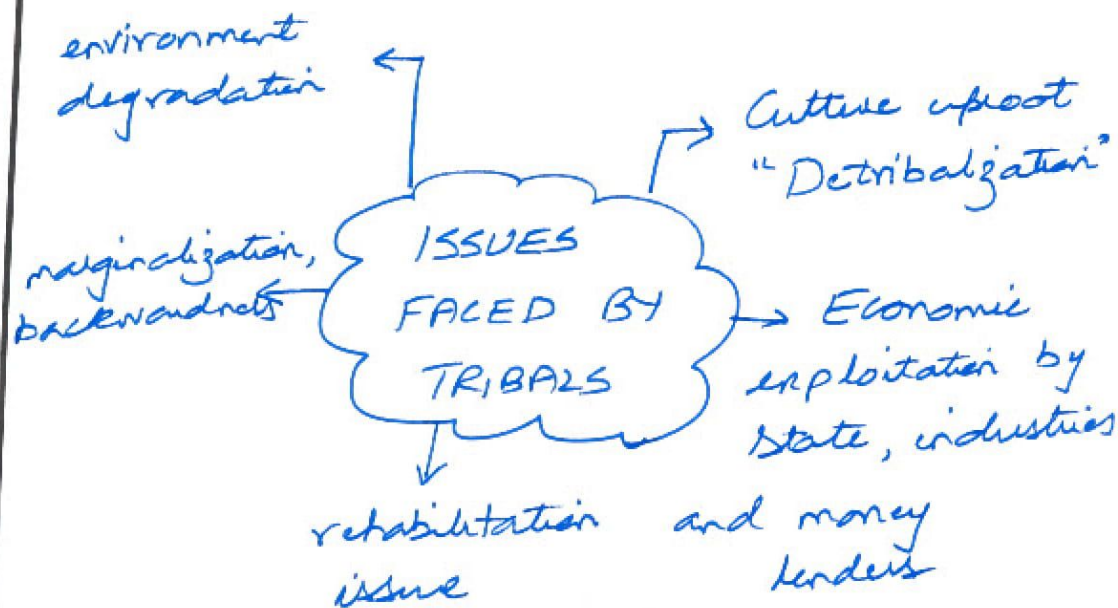 environment
degradation
Culture uproot
"Detribalization"
marginalization,
backwardness
ISSUES
FACED BY
TRIBALS
Economic
exploitation by
state, industries
and money
lenders
rehabilitation
issue